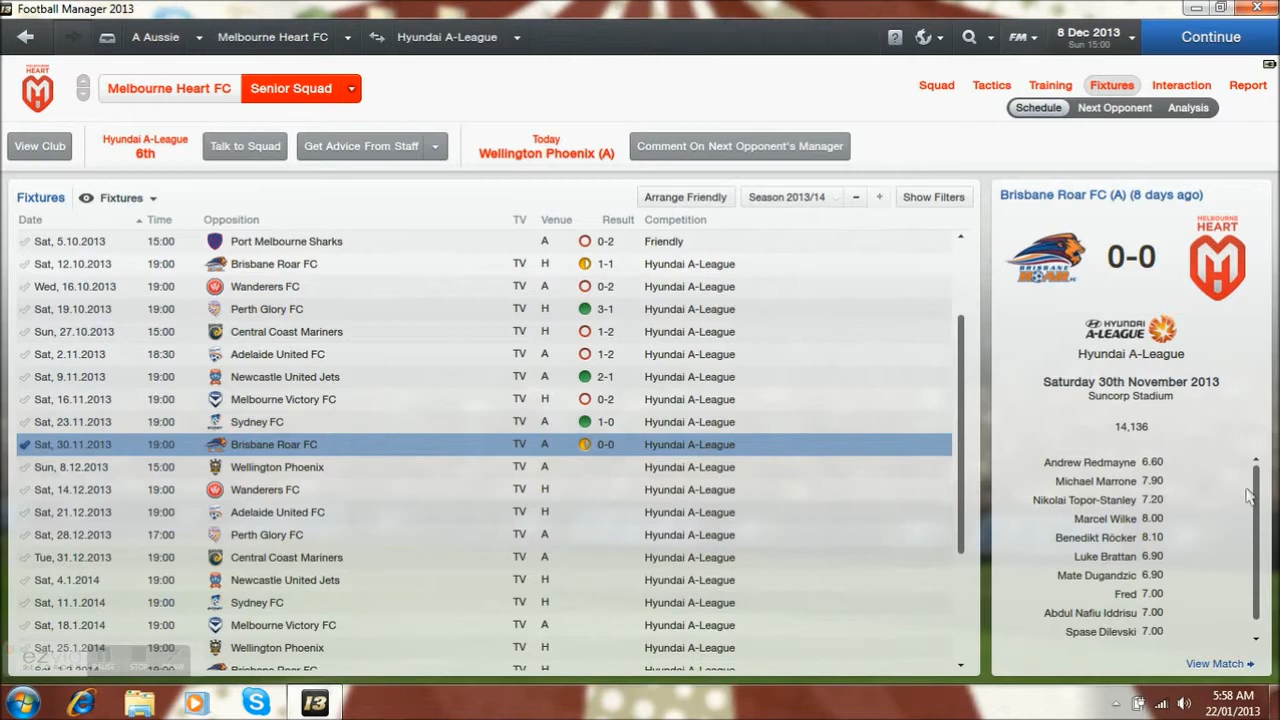 Football Manager 2013
A Aussie Melbourne Heart FC Hyundai A-League FM 8 Dec 2013 Sun 15:00 Continue
MELBOURNE HEART
Melbourne Heart FC Senior Squad
Squad Tactics Training Fixtures Interaction Report
Schedule Next Opponent Analysis
View Club Hyundai A-League 6th Talk to Squad Get Advice From Staff Today Wellington Phoenix (A) Comment On Next Opponent's Manager
Fixtures Fixtures Arrange Friendly Season 2013/14 - + Show Filters
Date Time Opposition TV Venue Result Competition
Sat, 5.10.2013 15:00 Port Melbourne Sharks A 0-2 Friendly
Sat, 12.10.2013 19:00 Brisbane Roar FC TV H 1-1 Hyundai A-League
Wed, 16.10.2013 19:00 Wanderers FC TV A 0-2 Hyundai A-League
Sat, 19.10.2013 19:00 Perth Glory FC TV H 3-1 Hyundai A-League
Sun, 27.10.2013 15:00 Central Coast Mariners TV H 1-2 Hyundai A-League
Sat, 2.11.2013 18:30 Adelaide United FC TV A 1-2 Hyundai A-League
Sat, 9.11.2013 19:00 Newcastle United Jets TV A 2-1 Hyundai A-League
Sat, 16.11.2013 19:00 Melbourne Victory FC TV H 0-2 Hyundai A-League
Sat, 23.11.2013 19:00 Sydney FC TV A 1-0 Hyundai A-League
Sat, 30.11.2013 19:00 Brisbane Roar FC TV A 0-0 Hyundai A-League
Sun, 8.12.2013 15:00 Wellington Phoenix TV A Hyundai A-League
Sat, 14.12.2013 19:00 Wanderers FC TV H Hyundai A-League
Sat, 21.12.2013 19:00 Adelaide United FC TV H Hyundai A-League
Sat, 28.12.2013 17:00 Perth Glory FC TV A Hyundai A-League
Tue, 31.12.2013 19:00 Central Coast Mariners TV A Hyundai A-League
Sat, 4.1.2014 19:00 Newcastle United Jets TV H Hyundai A-League
Sat, 11.1.2014 19:00 Sydney FC TV H Hyundai A-League
Sat, 18.1.2014 19:00 Melbourne Victory FC TV A Hyundai A-League
Sat, 25.1.2014 19:00 Wellington Phoenix TV H Hyundai A-League
Brisbane Roar FC TV Hyundai A-League
Brisbane Roar FC (A) (8 days ago)
MELBOURNE HEART
BRISBANE ROAR FC
0-0
HYUNDAI A-LEAGUE
Hyundai A-League
Saturday 30th November 2013
Suncorp Stadium
14,136
Andrew Redmayne 6.60
Michael Marrone 7.90
Nikolai Topor-Stanley 7.20
Marcel Wilke 8.00
Benedikt Röcker 8.10
Luke Brattan 6.90
Mate Dugandzic 6.90
Fred 7.00
Abdul Nafiu Iddrisu 7.00
Spase Dilevski 7.00
View Match
13
5:58 AM
22/01/2013